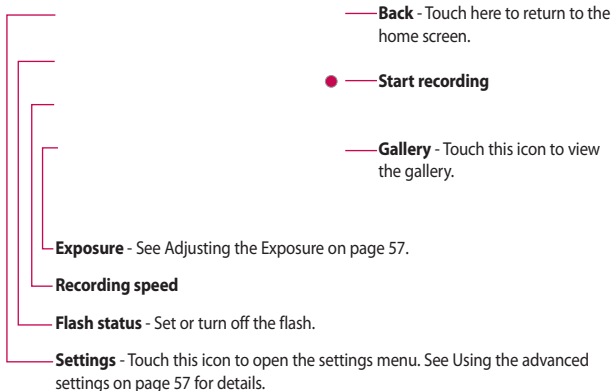 Back - Touch here to return to the
home screen.
Start recording
Gallery - Touch this icon to view
the gallery.
Exposure - See Adjusting the Exposure on page 57.
Recording speed
Flash status - Set or turn off the flash.
Settings - Touch this icon to open the settings menu. See Using the advanced
settings on page 57 for details.